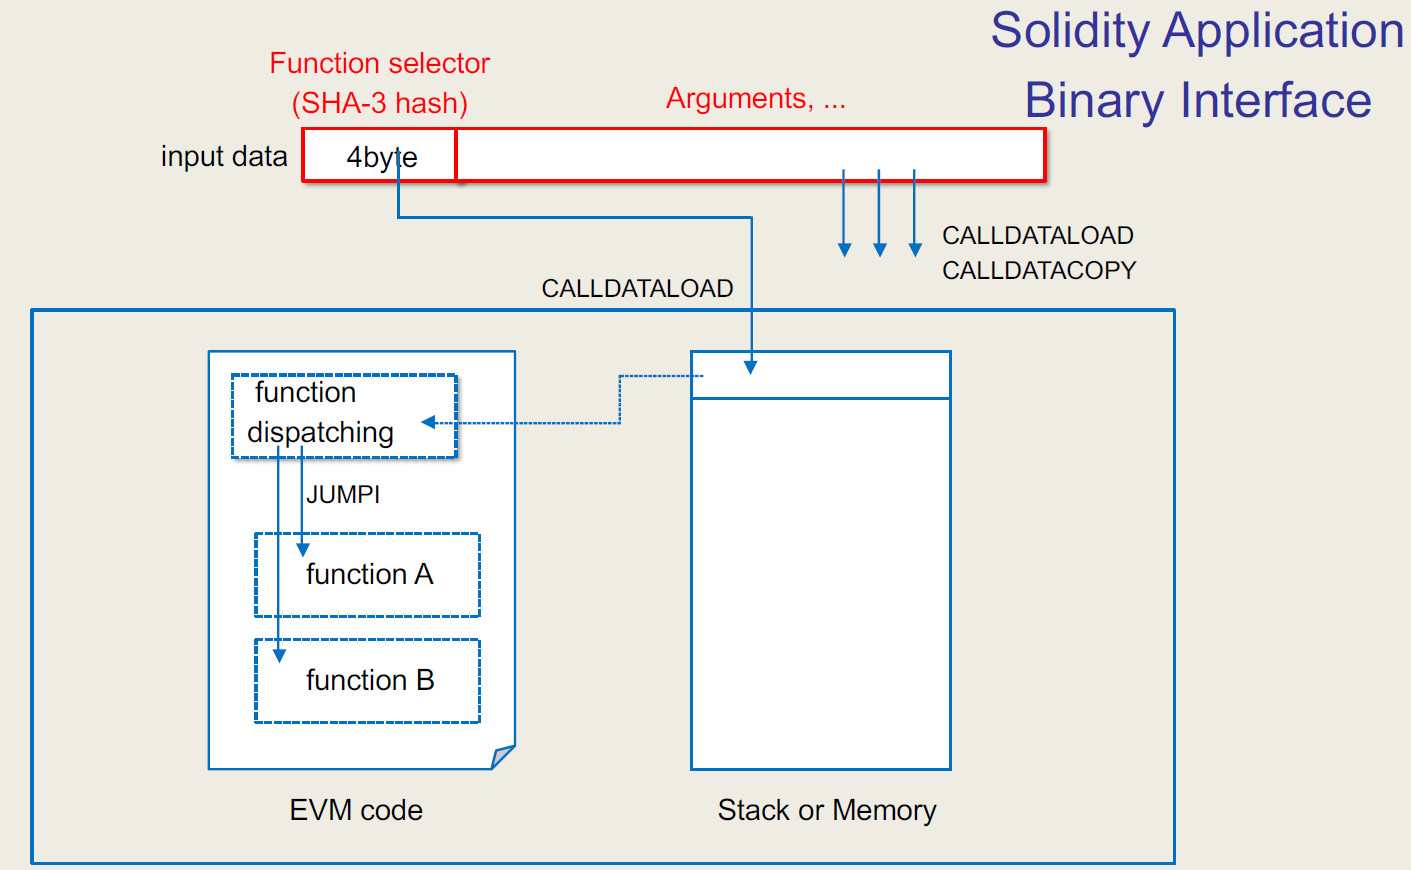 Solidity Application
Binary Interface
Function selector
(SHA-3 hash)
Arguments, ...
input data
4byte
CALLDATALOAD
CALLDATACOPY
CALLDATALOAD
function
dispatching
JUMPI
function A
function B
EVM code
Stack or Memory